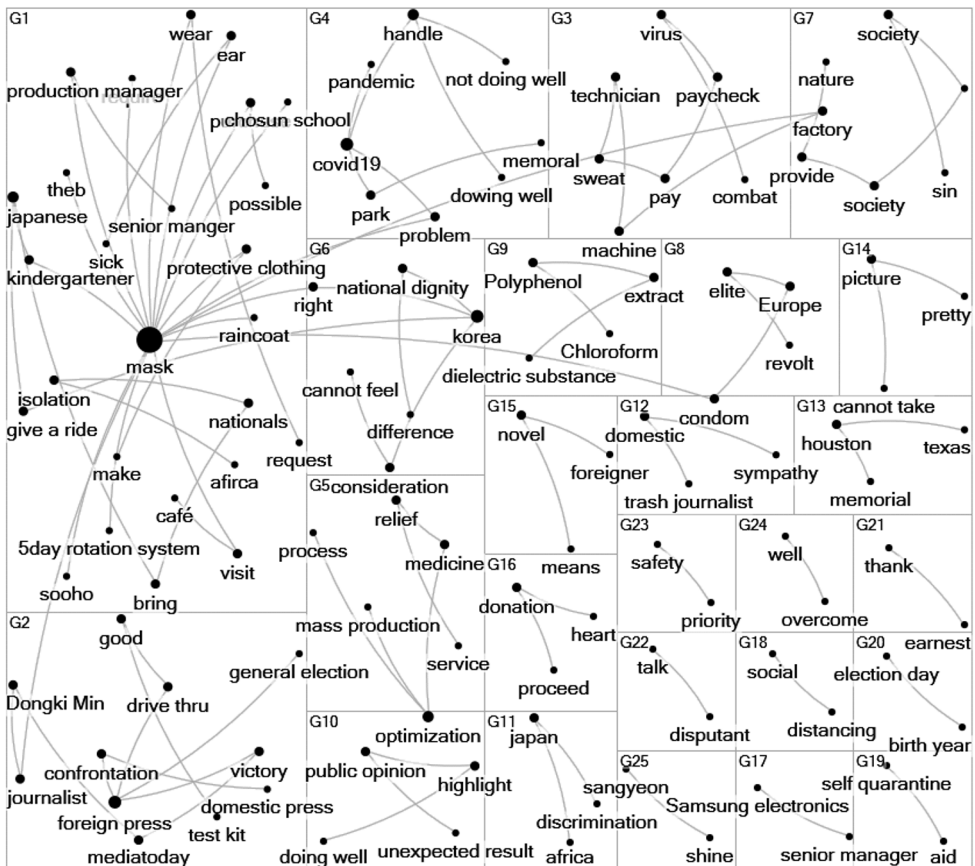 G1
wear
ear
production manager
chosun school
theb
japanese
senior manger
possible
sick
kindergartener
protective clothing
raincoat
mask
isolation
give a ride
nationals
request
make
afirca
café
5day rotation system
visit
sooho
bring
G2
good
general election
Dongki Min
drive thru
confrontation
victory
journalist
domestic press
foreign press
test kit
mediatoday
G4
handle
pandemic
not doing well
covid19
memoral
dowing well
park
problem
G3
virus
technician
paycheck
sweat
pay
combat
machine
G7
society
nature
factory
provide
society
sin
G6
national dignity
right
korea
cannot feel
difference
consideration
G9
Polyphenol
extract
Chloroform
dielectric substance
G8
elite
Europe
revolt
condom
G14
picture
pretty
cannot take
G5
relief
process
medicine
mass production
service
optimization
G15
novel
foreigner
means
G12
domestic
sympathy
trash journalist
G13
houston
texas
memorial
G16
donation
heart
proceed
G23
safety
priority
G24
well
overcome
G21
thank
earnest
G22
talk
disputant
G18
social
distancing
G20
election day
birth year
G10
public opinion
highlight
doing well
unexpected result
G11
japan
discrimination
africa
G25
sangyeon
shine
G17
Samsung electronics
senior manager
G19
self quarantine
aid